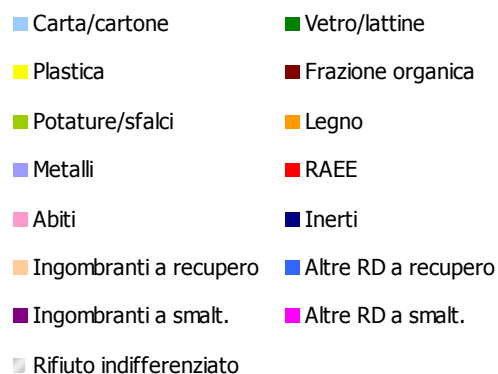 Carta/cartone Vetro/lattine
Plastica Frazione organica
Potature/sfalci Legno
Metalli RAEE
Abiti Inerti
Ingombranti a recupero Altre RD a recupero
Ingombranti a smalt. Altre RD a smalt.
Rifiuto indifferenziato